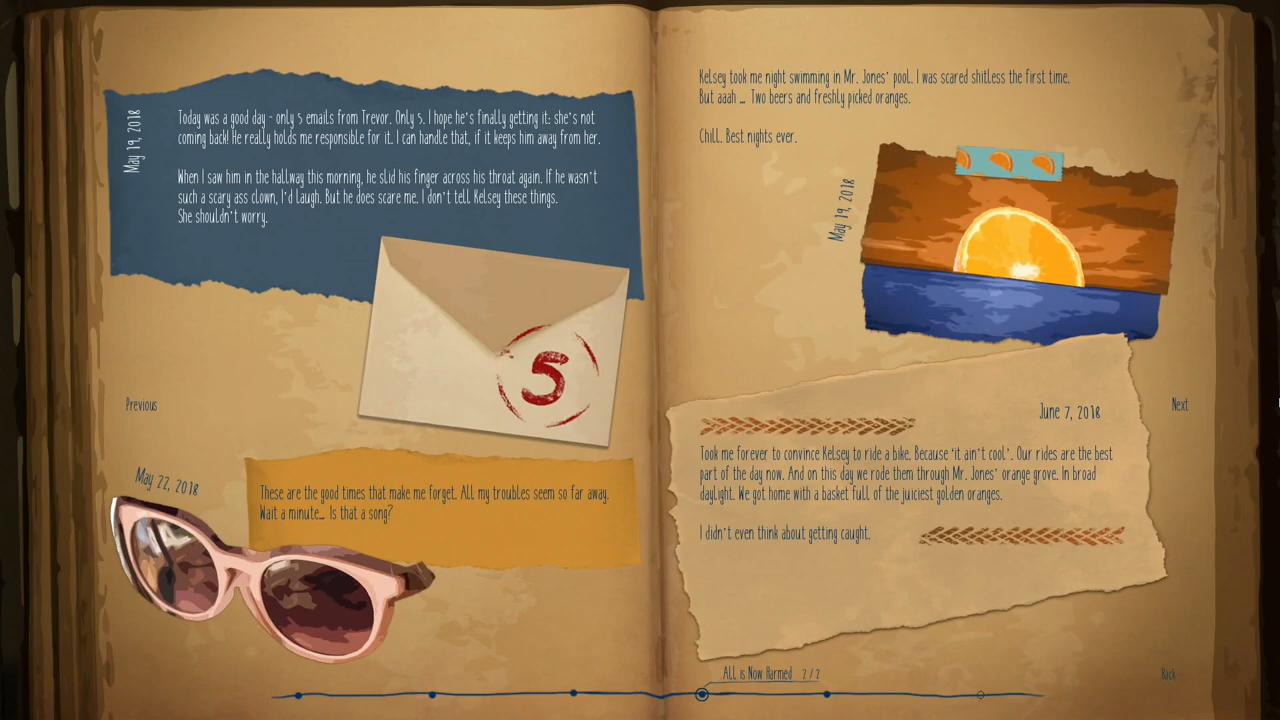 May 19, 2018
Today was a good day - only 5 emails from Trevor. Only 5. I hope he's finally getting it: she's not
coming back! He really holds me responsible for it. I can handle that, if it keeps him away from her.
When I saw him in the hallway this morning, he slid his finger across his throat again. If he wasn't
such a scary ass clown, I'd laugh. But he does scare me. I don't tell Kelsey these things.
She shouldn't worry.
5
Previous
May 22, 2018
These are the good times that make me forget. All my troubles seem so far away.
Wait a minute... Is that a song?
Kelsey took me night swimming in Mr. Jones' pool. I was scared shitless the first time.
But aaah ... Two beers and freshly picked oranges.
Chill. Best nights ever.
May 19, 2018
June 7, 2018
Next
Took me forever to convince Kelsey to ride a bike. Because 'it ain't cool'. Our rides are the best
part of the day now. And on this day we rode them through Mr. Jones' orange grove. In broad
daylight. We got home with a basket full of the juiciest golden oranges.
I didn't even think about getting caught.
All is Now Harmed 2 / 2
Back